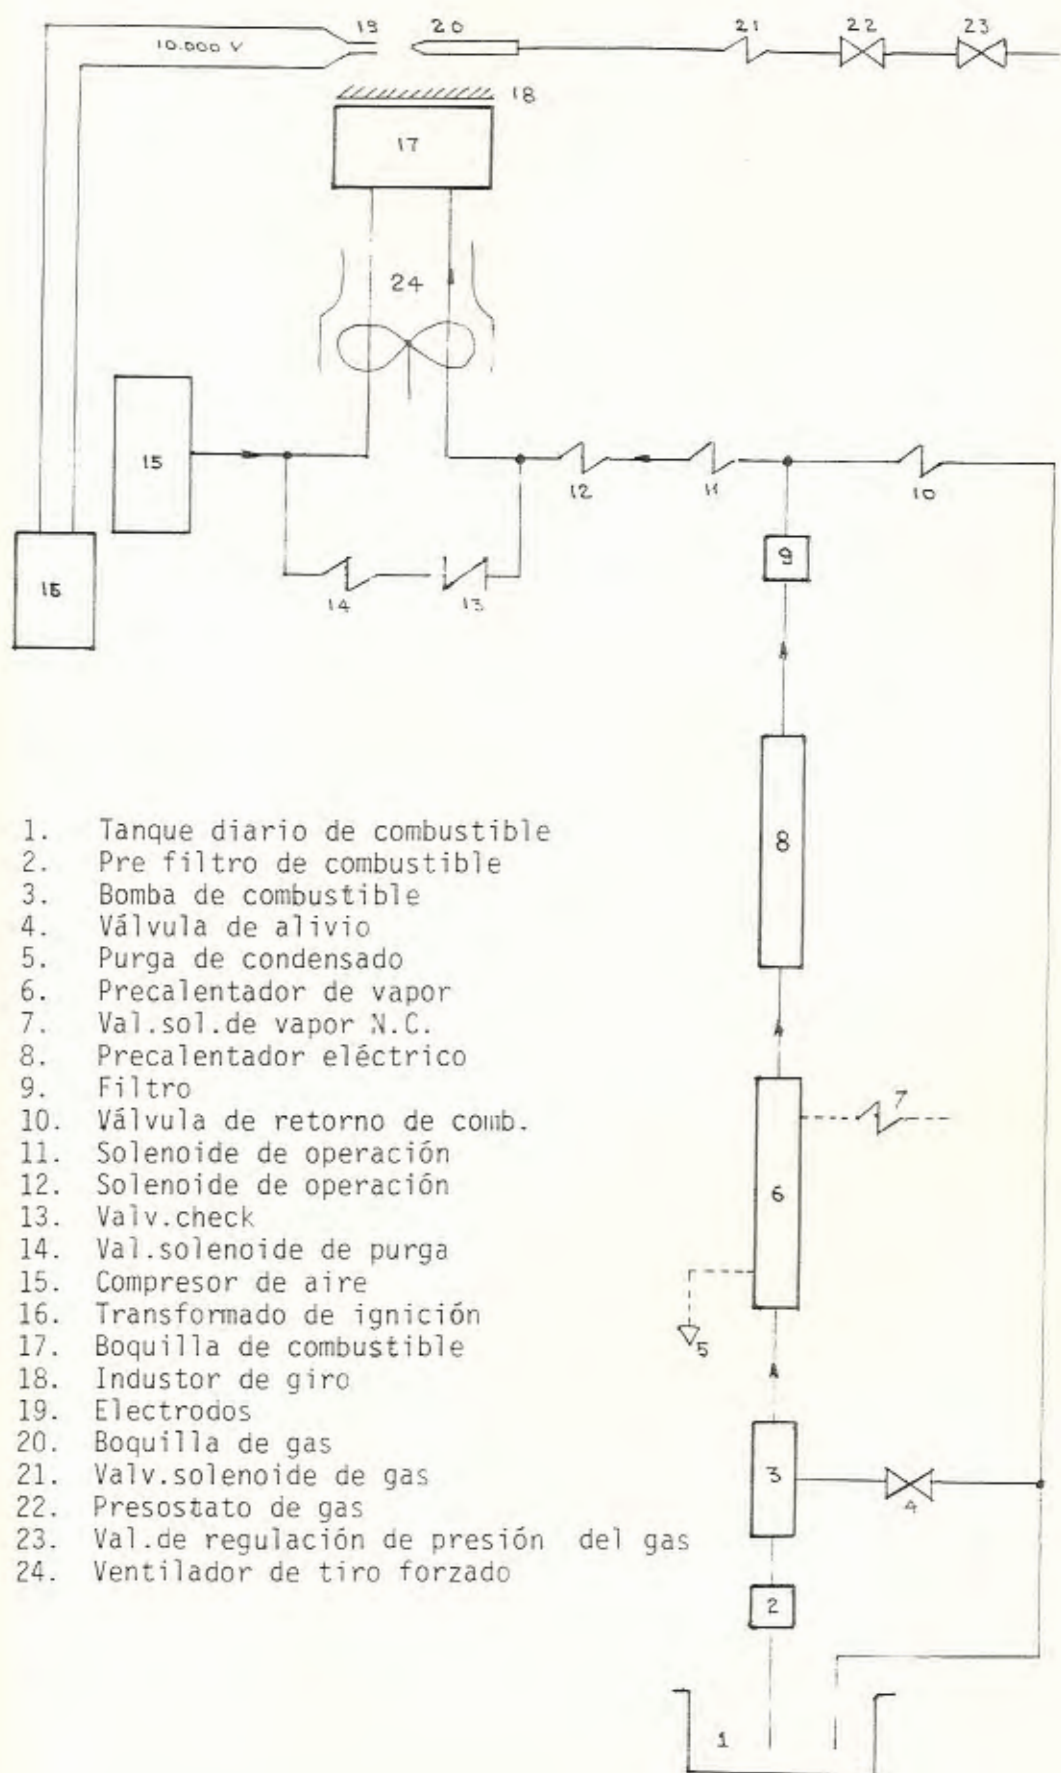 19
20
21
22
23
10.000 V
18
17
24
15
12
11
10
9
16
14
13
8
1. Tanque diario de combustible
2. Pre filtro de combustible
3. Bomba de combustible
4. Válvula de alivio
5. Purga de condensado
6. Precalentador de vapor
7. Val.sol.de vapor N.C.
8. Precalentador eléctrico
9. Filtro
10. Válvula de retorno de comb.
11. Solenoide de operación
12. Solenoide de operación
13. Valv.check
14. Val.solenoide de purga
15. Compresor de aire
16. Transformado de ignición
17. Boquilla de combustible
18. Industor de giro
19. Electrodos
20. Boquilla de gas
21. Valv.solenoide de gas
22. Presostato de gas
23. Val.de regulación de presión del gas
24. Ventilador de tiro forzado
7
6
5
3
4
2
1